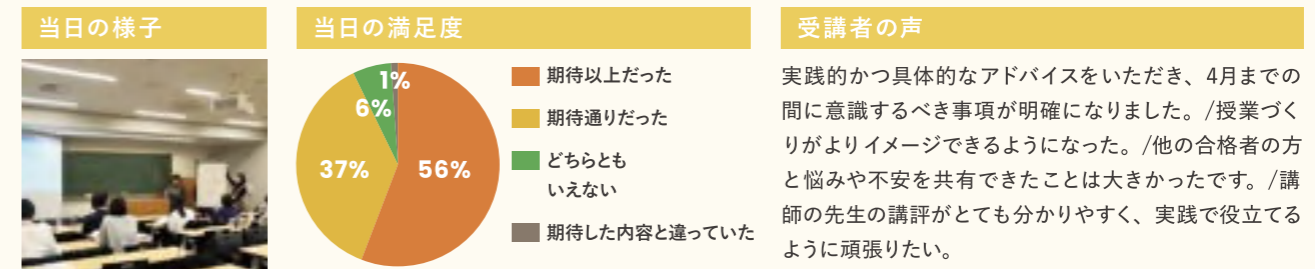 当日の様子
当日の満足度
1%
6%
37%
56%
期待以上だった
期待通りだった
どちらとも
いえない
期待した内容と違っていた
受講者の声
実践的かつ具体的なアドバイスをいただき、4月までの
間に意識するべき事項が明確になりました。/授業づく
りがよりイメージできるようになった。/他の合格者の方
と悩みや不安を共有できたことは大きかったです。/講
師の先生の講評がとても分かりやすく、実践で役立てる
ように頑張りたい。